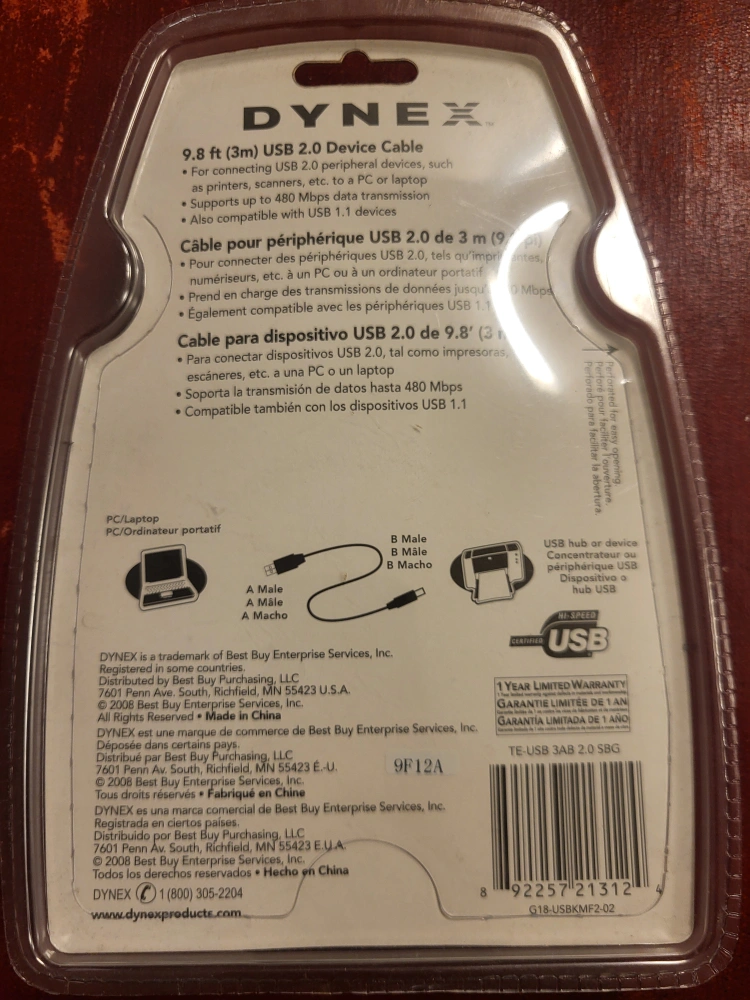 DYNEX™
9.8 ft (3m) USB 2.0 Device Cable
• For connecting USB 2.0 peripheral devices, such
as printers, scanners, etc. to a PC or laptop
• Supports up to 480 Mbps data transmission
• Also compatible with USB 1.1 devices
Câble pour périphérique USB 2.0 de 3 m (9. pi)
• Pour connecter des périphériques USB 2.0, tels qu'imprimantes,
numériseurs, etc. à un PC ou à un ordinateur portatif
• Prend en charge des transmissions de données jusqu' 0 Mbps
• Également compatible avec les périphériques USB 1.1
Cable para dispositivo USB 2.0 de 9.8' (3
• Para conectar dispositivos USB 2.0, tal como impresoras,
escáneres, etc. a una PC o un laptop
• Soporta la transmisión de datos hasta 480 Mbps
• Compatible también con los dispositivos USB 1.1
Perforated for easy opening.
Perforé pour faciliter l'ouverture.
Perforado para facilitar la abertura.
PC/Laptop
PC/Ordinateur portatif
A Male
A Mâle
A Macho
B Male
B Mâle
B Macho
USB hub or device
Concentrateur ou
périphérique USB
Dispositivo o
hub USB
HI-SPEED
CERTIFIED USB
DYNEX is a trademark of Best Buy Enterprise Services, Inc.
Registered in some countries.
Distributed by Best Buy Purchasing, LLC
7601 Penn Ave. South, Richfield, MN 55423 U.S.A.
© 2008 Best Buy Enterprise Services, Inc.
All Rights Reserved • Made in China
DYNEX est une marque de commerce de Best Buy Enterprise Services, Inc.
Déposée dans certains pays.
Distribué par Best Buy Purchasing, LLC
7601 Penn Av. South, Richfield, MN 55423 É.-U.
© 2008 Best Buy Enterprise Services, Inc.
Tous droits réservés • Fabriqué en Chine
9F12A
DYNEX es una marca comercial de Best Buy Enterprise Services, Inc.
Registrada en ciertos países.
Distribuido por Best Buy Purchasing, LLC
7601 Penn Av. South, Richfield, MN 55423 E.U.A.
© 2008 Best Buy Enterprise Services, Inc.
Todos los derechos reservados • Hecho en China
DYNEX 1 (800) 305-2204
www.dynexproducts.com
1 YEAR LIMITED WARRANTY
GARANTIE LIMITÉE DE 1 AN
GARANTÍA LIMITADA DE 1 AÑO
TE-USB 3AB 2.0 SBG
8 92257 21312 4
G18-USBKMF2-02